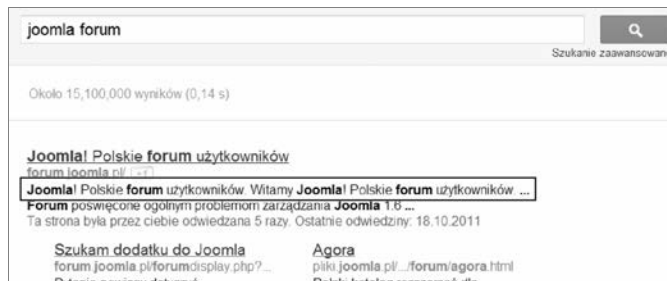 joomla forum
Szukanie zaawansowane
Około 15,100,000 wyników (0,14 s)
Joomla! Polskie forum użytkowników
forum.joomla.pl/ +1
Joomla! Polskie forum użytkowników. Witamy Joomla! Polskie forum użytkowników. ...
Forum poświęcone ogólnym problemom zarządzania Joomla 1.6 ...
Ta strona była przez ciebie odwiedzana 5 razy. Ostatnie odwiedziny: 18.10.2011
Szukam dodatku do Joomla Agora
forum.joomla.pl/forumdisplay.php?... pliki.joomla.pl/.../forum/agora.html